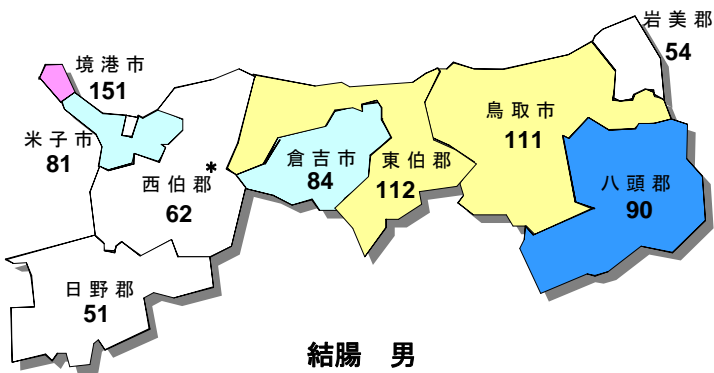 岩美郡
54
境港市
151
鳥取市
111
米子市
81
倉吉市
84
東伯郡
112
*
西伯郡
62
八頭郡
90
日野郡
51
結腸　男